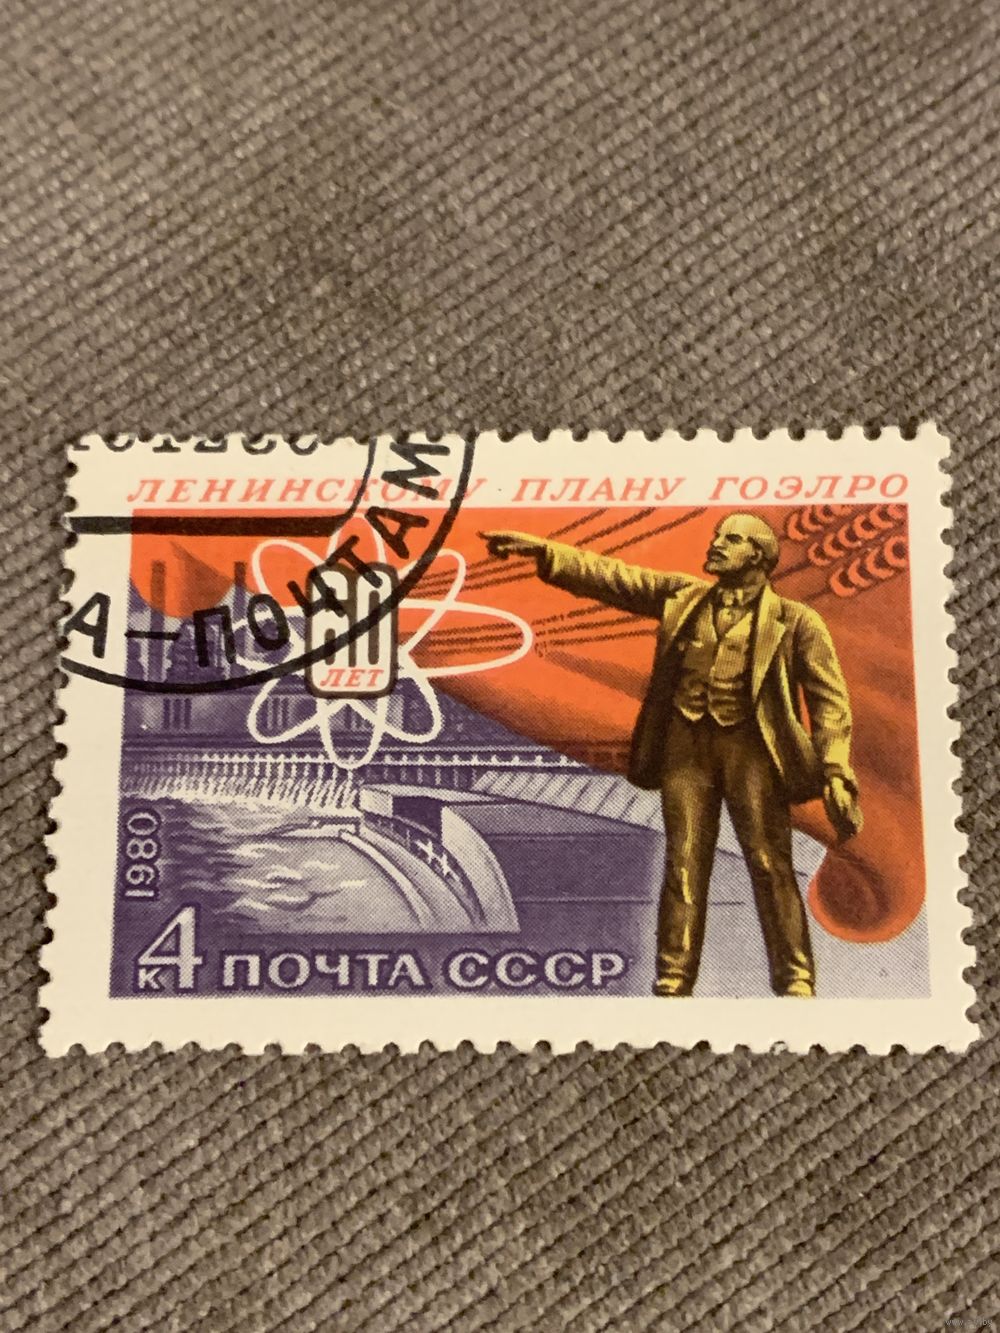 ЛЕНИНСКОМУ ПЛАНУ ГОЭЛРО
А — ПОЧТАМ
60
ЛЕТ
1980
4 К ПОЧТА СССР